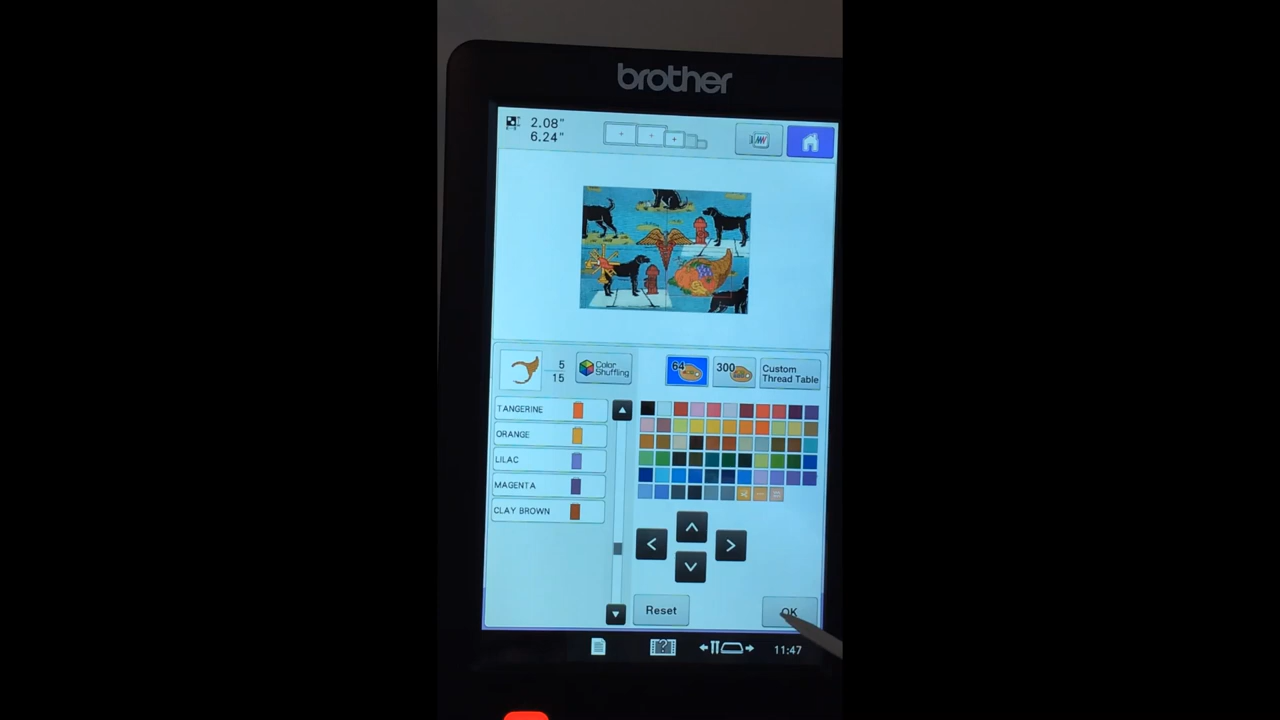 brother
2.08"
6.24"
5
15
Color
Shuffling
64
300
Custom
Thread Table
TANGERINE
ORANGE
LILAC
MAGENTA
CLAY BROWN
Reset
OK
11:47